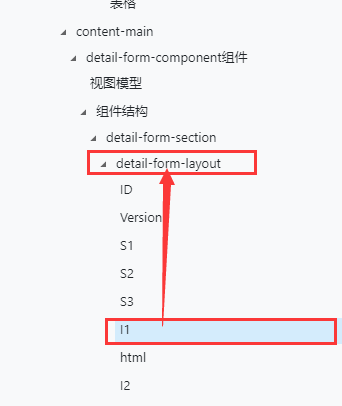 表格
content-main
detail-form-component组件
视图模型
组件结构
detail-form-section
detail-form-layout
ID
Version
S1
S2
S3
I1
html
I2